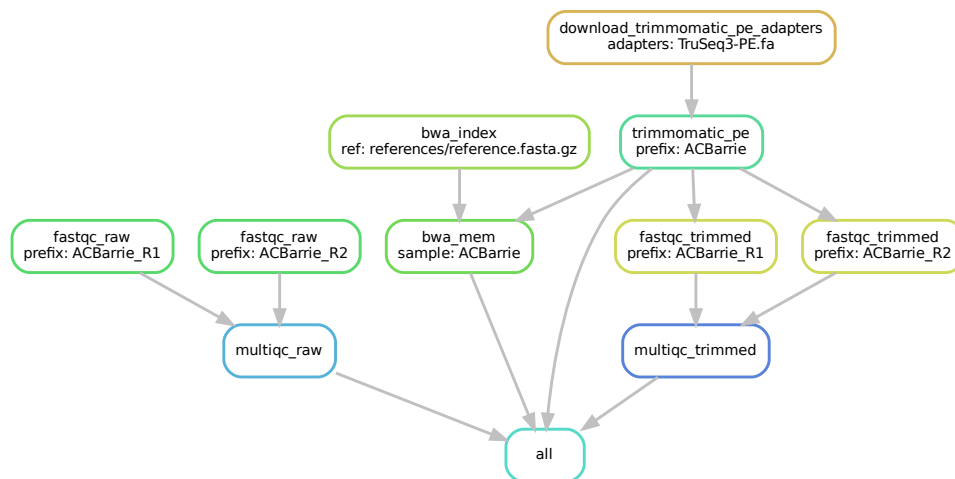 download_trimmomatic_pe_adapters
adapters: TruSeq3-PE.fa
bwa_index
ref: references/reference.fasta.gz
trimmomatic_pe
prefix: ACBarrie
fastqc_raw
prefix: ACBarrie_R1
fastqc_raw
prefix: ACBarrie_R2
bwa_mem
sample: ACBarrie
fastqc_trimmed
prefix: ACBarrie_R1
fastqc_trimmed
prefix: ACBarrie_R2
multiqc_raw
multiqc_trimmed
all